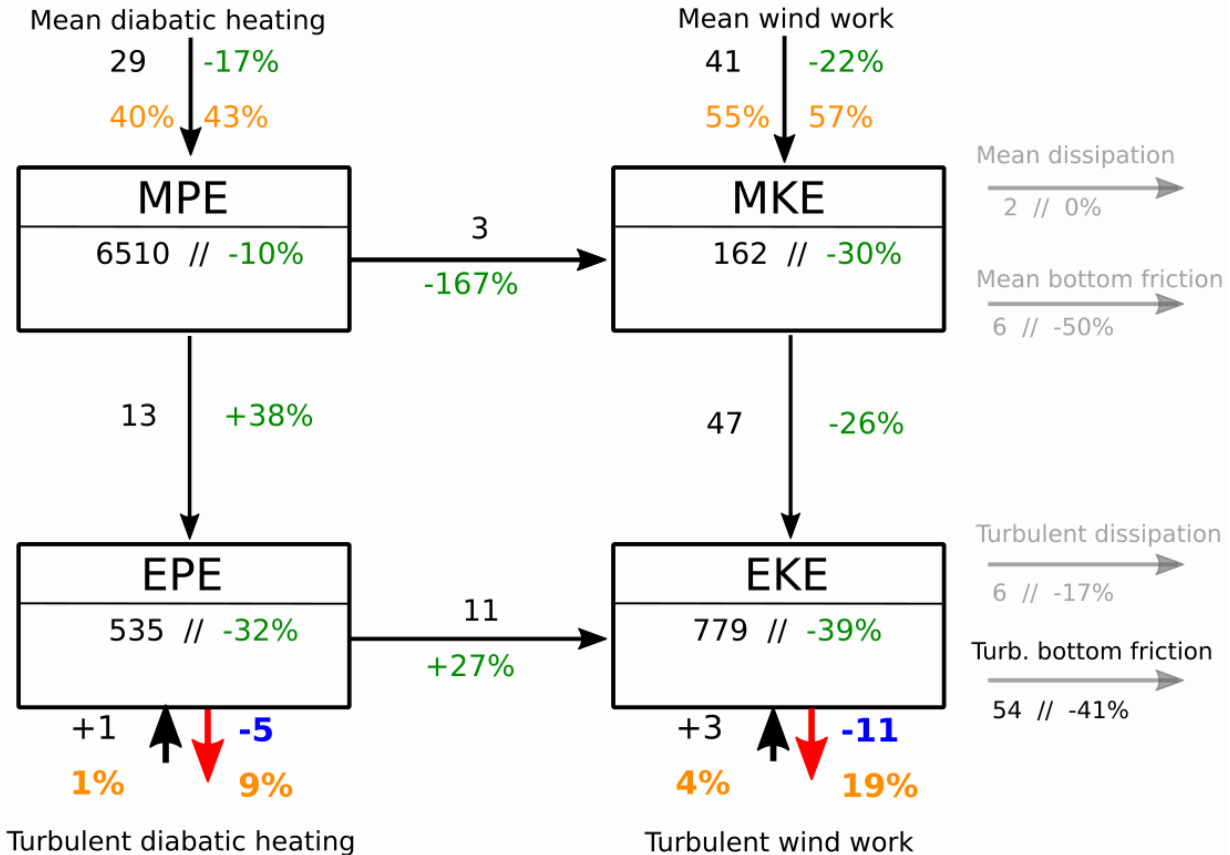 Mean diabatic heating
29 -17%
40% 43%
Mean wind work
41 -22%
55% 57%
MPE
6510 // -10%
3
-167%
MKE
162 // -30%
Mean dissipation
2 // 0%
Mean bottom friction
6 // -50%
13 +38%
47 -26%
EPE
535 // -32%
11
+27%
EKE
779 // -39%
Turbulent dissipation
6 // -17%
Turb. bottom friction
54 // -41%
+1 -5
1% 9%
Turbulent diabatic heating
+3 -11
4% 19%
Turbulent wind work